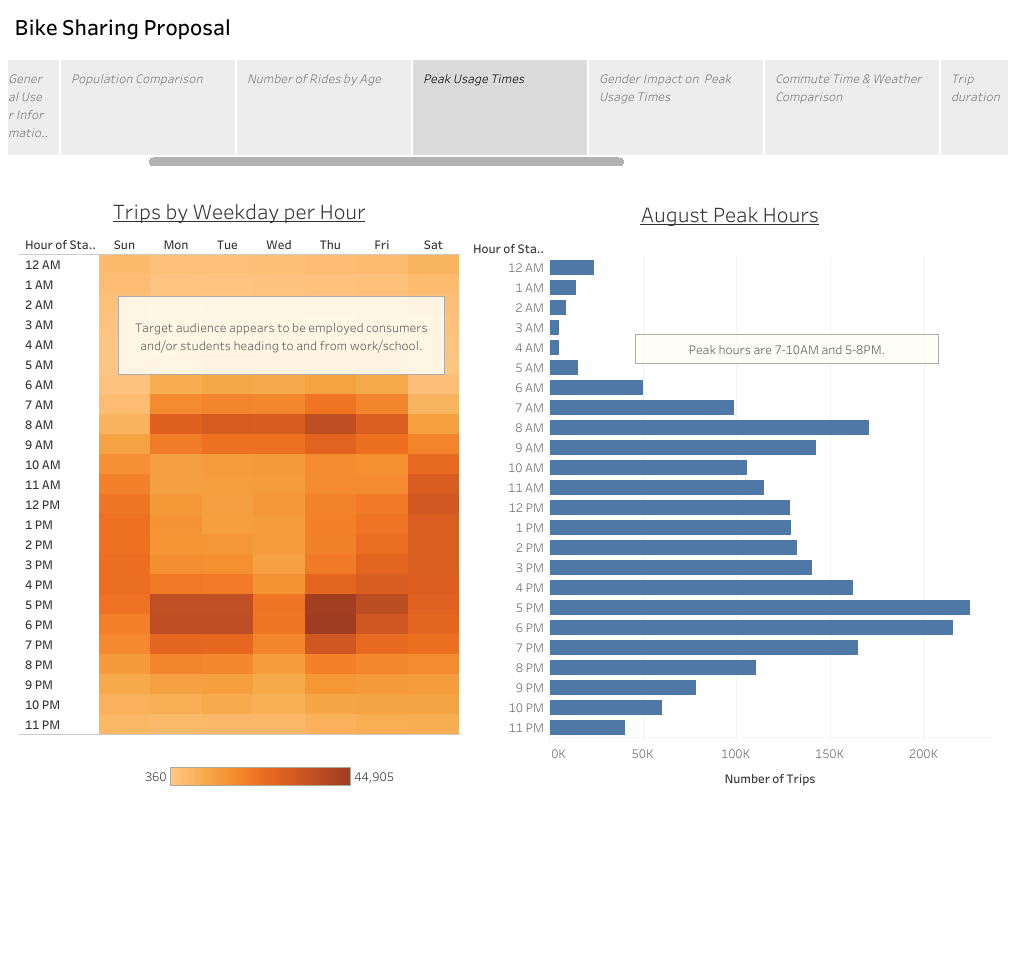 Bike Sharing Proposal
Gener
al Use
r Infor
matio..
Population Comparison
Number of Rides by Age
Peak Usage Times
Gender Impact on Peak
Usage Times
Commute Time & Weather
Comparison
Trip
duration
Trips by Weekday per Hour
Hour of Sta.. Sun Mon Tue Wed Thu Fri Sat
12 AM
1 AM
2 AM
3 AM
4 AM
5 AM
6 AM
7 AM
8 AM
9 AM
10 AM
11 AM
12 PM
1 PM
2 PM
3 PM
4 PM
5 PM
6 PM
7 PM
8 PM
9 PM
10 PM
11 PM
Target audience appears to be employed consumers
and/or students heading to and from work/school.
360 44,905
August Peak Hours
Hour of Sta..
12 AM
1 AM
2 AM
3 AM
4 AM
5 AM
6 AM
7 AM
8 AM
9 AM
10 AM
11 AM
12 PM
1 PM
2 PM
3 PM
4 PM
5 PM
6 PM
7 PM
8 PM
9 PM
10 PM
11 PM
Peak hours are 7-10AM and 5-8PM.
0K 50K 100K 150K 200K
Number of Trips